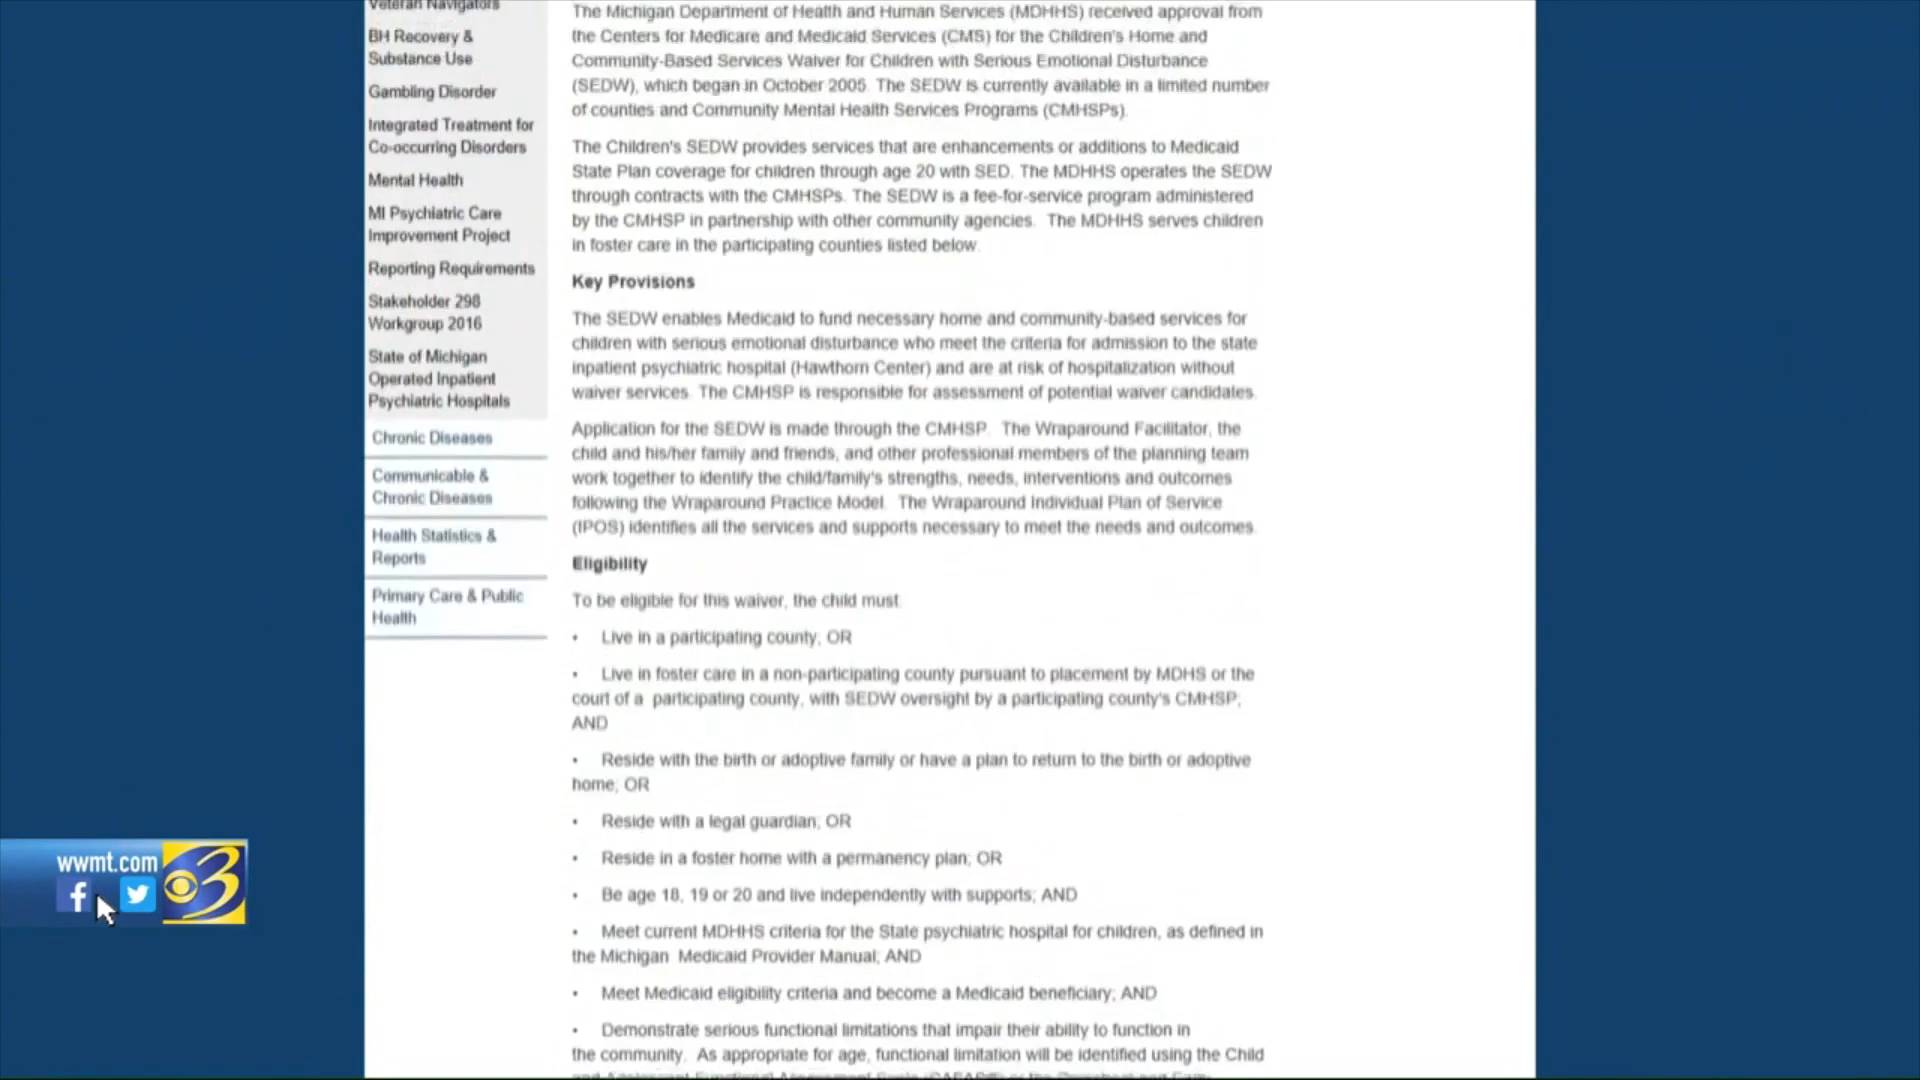 Veteran Navigators
BH Recovery &
Substance Use
Gambling Disorder
Integrated Treatment for
Co-occurring Disorders
Mental Health
MI Psychiatric Care
Improvement Project
Reporting Requirements
Stakeholder 298
Workgroup 2016
State of Michigan
Operated Inpatient
Psychiatric Hospitals
Chronic Diseases
Communicable &
Chronic Diseases
Health Statistics &
Reports
Primary Care & Public
Health
The Michigan Department of Health and Human Services (MDHHS) received approval from
the Centers for Medicare and Medicaid Services (CMS) for the Children's Home and
Community-Based Services Waiver for Children with Serious Emotional Disturbance
(SEDW), which began in October 2005. The SEDW is currently available in a limited number
of counties and Community Mental Health Services Programs (CMHSPs).
The Children's SEDW provides services that are enhancements or additions to Medicaid
State Plan coverage for children through age 20 with SED. The MDHHS operates the SEDW
through contracts with the CMHSPs. The SEDW is a fee-for-service program administered
by the CMHSP in partnership with other community agencies. The MDHHS serves children
in foster care in the participating counties listed below.
Key Provisions
The SEDW enables Medicaid to fund necessary home and community-based services for
children with serious emotional disturbance who meet the criteria for admission to the state
inpatient psychiatric hospital (Hawthorn Center) and are at risk of hospitalization without
waiver services. The CMHSP is responsible for assessment of potential waiver candidates.
Application for the SEDW is made through the CMHSP. The Wraparound Facilitator, the
child and his/her family and friends, and other professional members of the planning team
work together to identify the child/family's strengths, needs, interventions and outcomes
following the Wraparound Practice Model. The Wraparound Individual Plan of Service
(IPOS) identifies all the services and supports necessary to meet the needs and outcomes.
Eligibility
To be eligible for this waiver, the child must:
• Live in a participating county; OR
• Live in foster care in a non-participating county pursuant to placement by MDHS or the
court of a participating county, with SEDW oversight by a participating county's CMHSP;
AND
• Reside with the birth or adoptive family or have a plan to return to the birth or adoptive
home; OR
• Reside with a legal guardian; OR
• Reside in a foster home with a permanency plan; OR
• Be age 18, 19 or 20 and live independently with supports; AND
• Meet current MDHHS criteria for the State psychiatric hospital for children, as defined in
the Michigan Medicaid Provider Manual; AND
• Meet Medicaid eligibility criteria and become a Medicaid beneficiary; AND
• Demonstrate serious functional limitations that impair their ability to function in
the community. As appropriate for age, functional limitation will be identified using the Child
wwmt.com
3